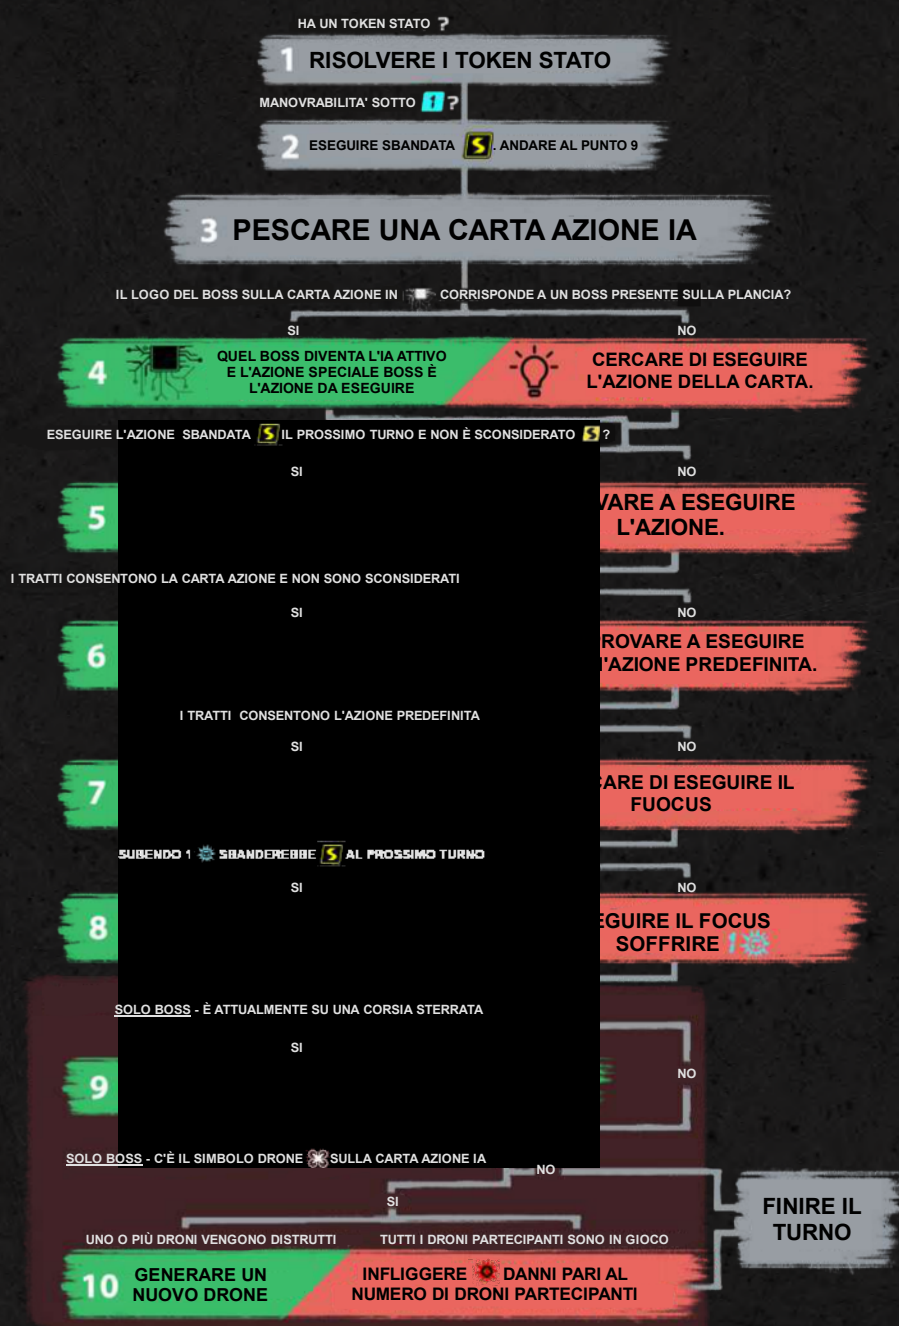 HA UN TOKEN STATO ?
1 RISOLVERE I TOKEN STATO
MANOVRABILITA' SOTTO 1 ?
2 ESEGUIRE SBANDATA S. ANDARE AL PUNTO 9
3 PESCARE UNA CARTA AZIONE IA
IL LOGO DEL BOSS SULLA CARTA AZIONE IN CORRISPONDE A UN BOSS PRESENTE SULLA PLANCIA?
SI
NO
4
QUEL BOSS DIVENTA L'IA ATTIVO
E L'AZIONE SPECIALE BOSS È
L'AZIONE DA ESEGUIRE
CERCARE DI ESEGUIRE
L'AZIONE DELLA CARTA.
ESEGUIRE L'AZIONE SBANDATA S IL PROSSIMO TURNO E NON È SCONSIDERATO S ?
SI
NO
5
VARE A ESEGUIRE
L'AZIONE.
I TRATTI CONSENTONO LA CARTA AZIONE E NON SONO SCONSIDERATI
SI
NO
6
ROVARE A ESEGUIRE
'AZIONE PREDEFINITA.
I TRATTI CONSENTONO L'AZIONE PREDEFINITA
SI
NO
7
CARE DI ESEGUIRE IL
FUOCUS
SUBENDO 1 S AL PROSSIMO TURNO
SI
NO
8
EGUIRE IL FOCUS
SOFFRIRE 1
SOLO BOSS - È ATTUALMENTE SU UNA CORSIA STERRATA
SI
NO
9
SOLO BOSS - C'È IL SIMBOLO DRONE SULLA CARTA AZIONE IA
NO
SI
FINIRE IL
TURNO
UNO O PIÙ DRONI VENGONO DISTRUTTI
TUTTI I DRONI PARTECIPANTI SONO IN GIOCO
10 GENERARE UN
NUOVO DRONE
INFLIGGERE DANNI PARI AL
NUMERO DI DRONI PARTECIPANTI